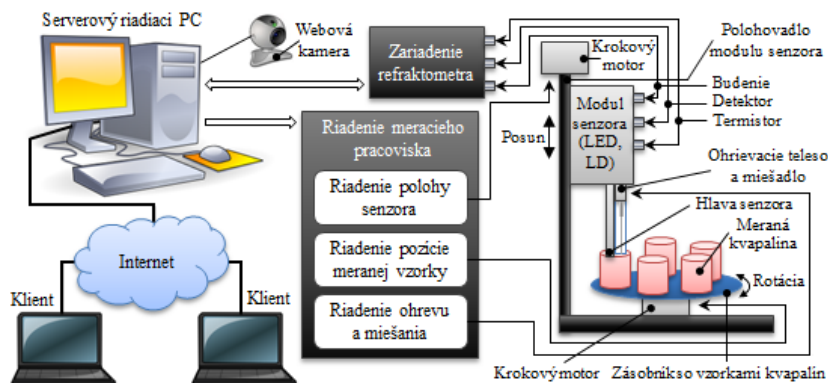 Serverový riadiaci PC
Webová
kamera
Zariadenie
refraktometra
Krokový
motor
Polohovadlo
modulu senzora
Budenie
Detektor
Termistor
Modul
senzora
(LED,
LD)
Posun
Riadenie meracieho
pracoviska
Riadenie polohy
senzora
Riadenie pozície
meranej vzorky
Riadenie ohrevu
a miešania
Ohrievacie teleso
a miešadlo
Hlava senzora
Meraná
kvapalina
Rotácia
Internet
Klient
Klient
Krokový motor
Zásobník so vzorkami kvapalín